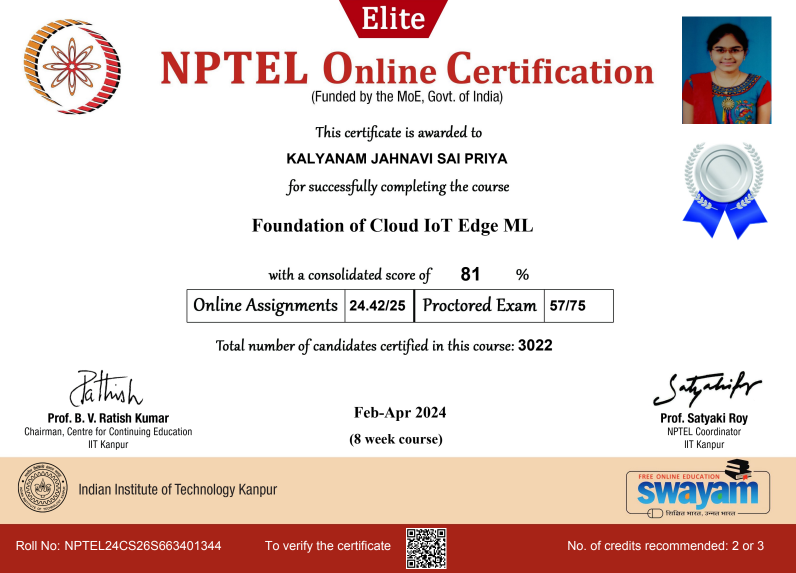 Elite
NPTEL Online Certification
(Funded by the MoE, Govt. of India)
This certificate is awarded to
KALYANAM JAHNAVI SAI PRIYA
for successfully completing the course
Foundation of Cloud IoT Edge ML
with a consolidated score of 81 %
Online Assignments 24.42/25 Proctored Exam 57/75
Total number of candidates certified in this course: 3022
Prof. B. V. Ratish Kumar
Chairman, Centre for Continuing Education
IIT Kanpur
Feb-Apr 2024
(8 week course)
Prof. Satyaki Roy
NPTEL Coordinator
IIT Kanpur
Indian Institute of Technology Kanpur
FREE ONLINE EDUCATION
swayam
शिक्षित भारत, उन्नत भारत
Roll No: NPTEL24CS26S663401344
To verify the certificate
No. of credits recommended: 2 or 3